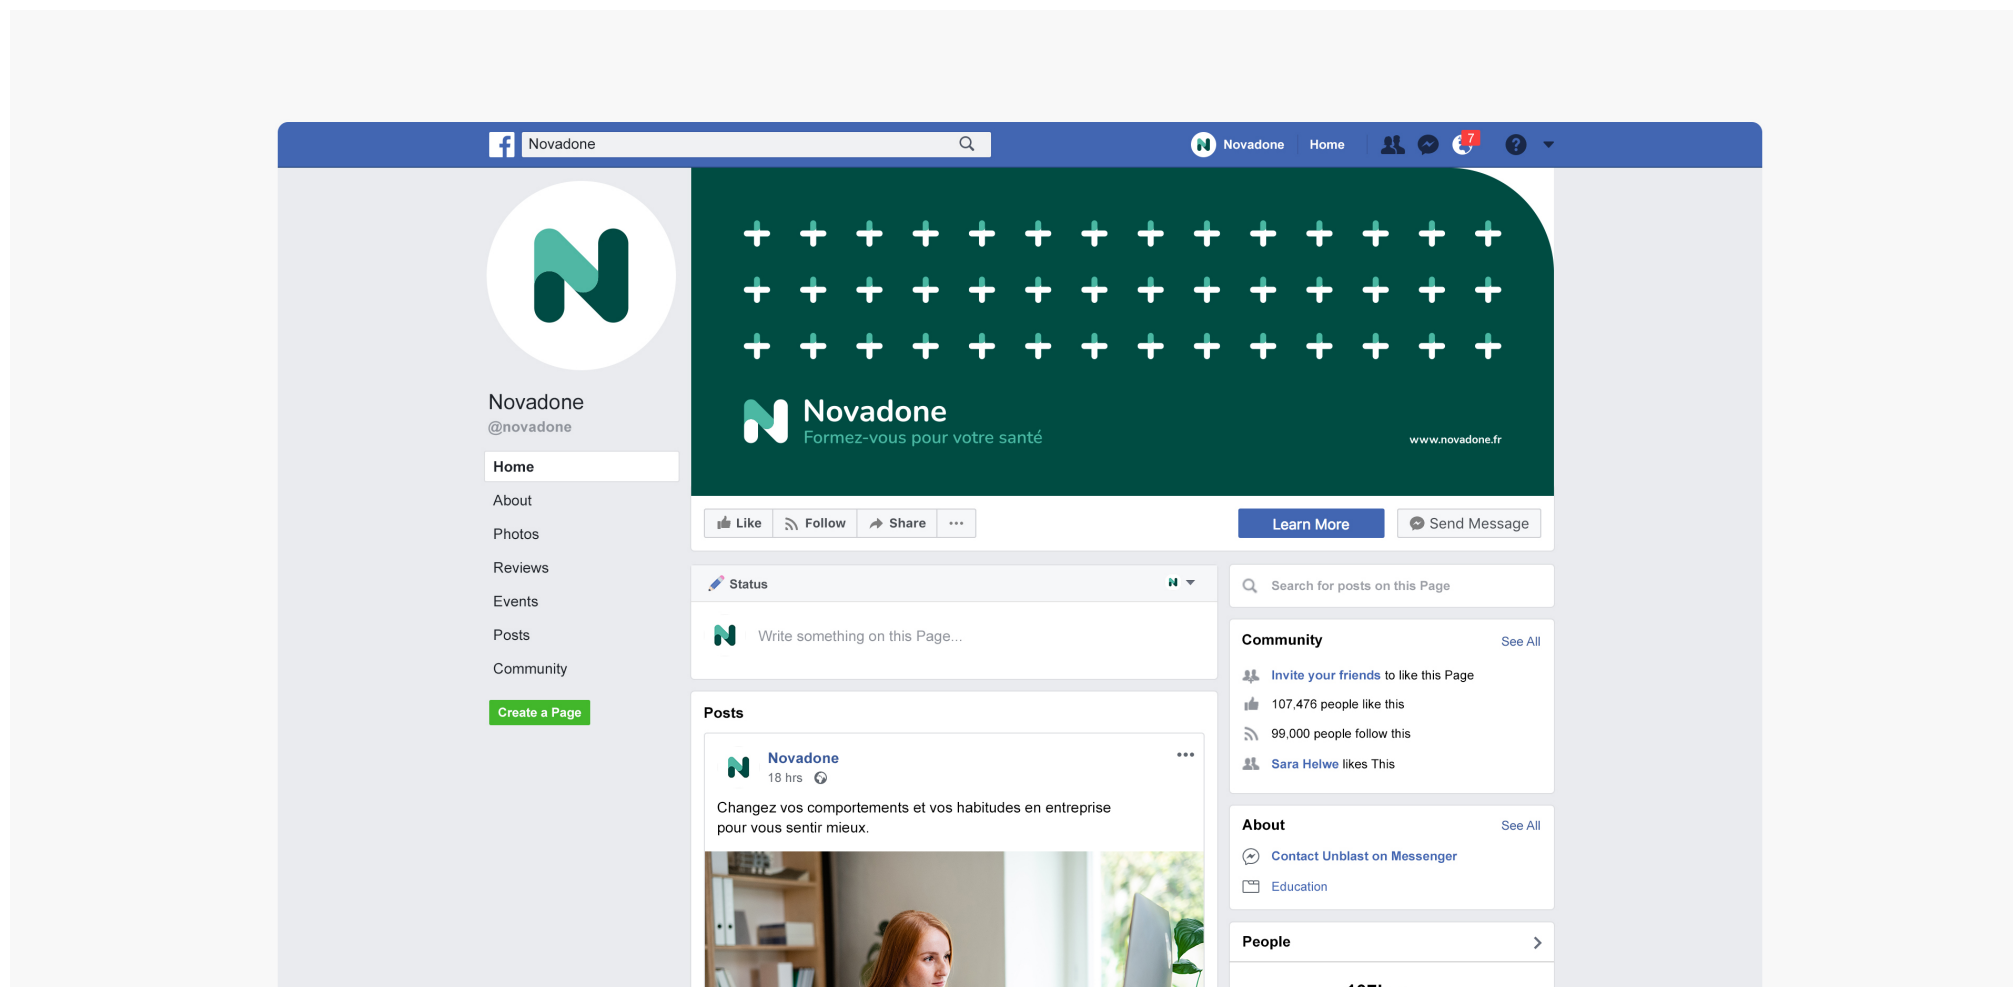 Novadone
Novadone
Home
7
Novadone
@novadone
Home
About
Photos
Reviews
Events
Posts
Community
Create a Page
Novadone
Formez-vous pour votre santé
www.novadone.fr
Like
Follow
Share
Learn More
Send Message
Status
Write something on this Page...
Posts
Novadone
18 hrs
Changez vos comportements et vos habitudes en entreprise
pour vous sentir mieux.
Search for posts on this Page
Community
See All
Invite your friends to like this Page
107,476 people like this
99,000 people follow this
Sara Helwe likes This
About
See All
Contact Unblast on Messenger
Education
People